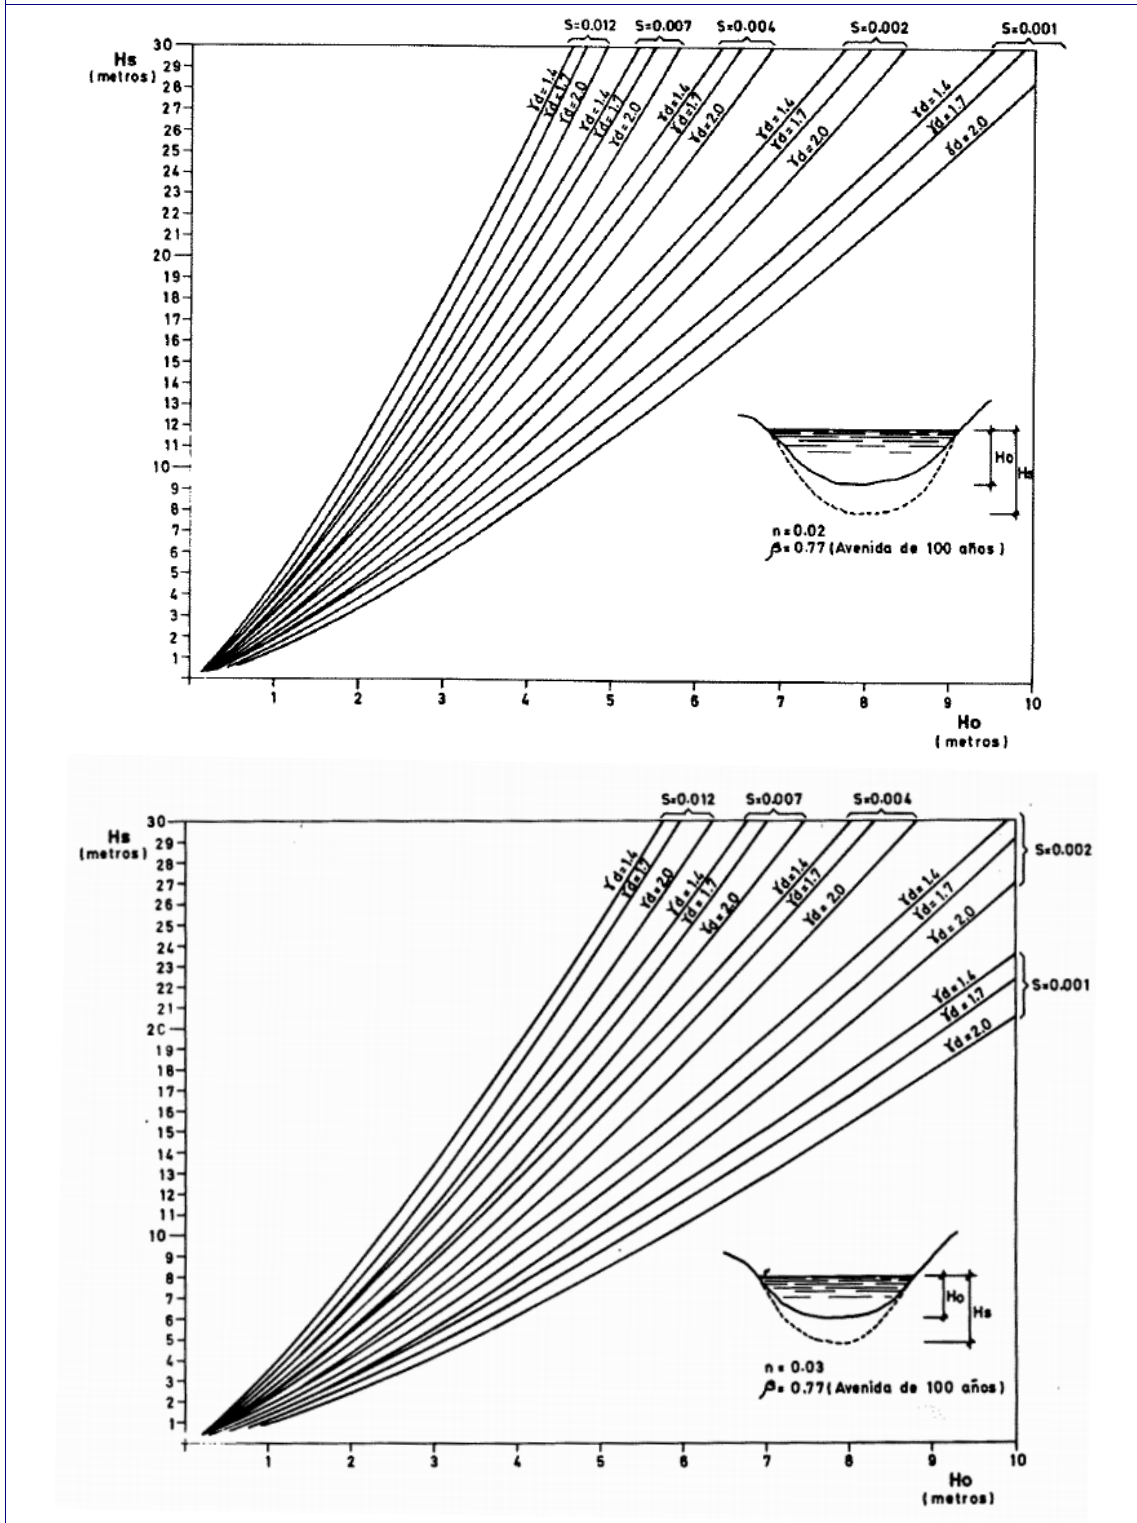 S=0.012 S=0.007 S=0.004 S=0.002 S=0.001
Hs
(metros)
30
29
28
27
26
25
24
23
22
21
20
19
18
17
16
15
14
13
12
11
10
9
8
7
6
5
4
3
2
1
γd=1.4
γd=1.7
γd=2.0
γd=1.4
γd=1.7
γd=2.0
γd=1.4
γd=1.7
γd=2.0
γd=1.4
γd=1.7
γd=2.0
γd=1.4
γd=1.7
γd=2.0
Ho
Hs
n=0.02
β=0.77 (Avenida de 100 años)
1 2 3 4 5 6 7 8 9 10
Ho
(metros)
S=0.012 S=0.007 S=0.004
Hs
(metros)
30
29
28
27
26
25
24
23
22
21
20
19
18
17
16
15
14
13
12
11
10
9
8
7
6
5
4
3
2
1
γd=1.4
γd=1.7
γd=2.0
γd=1.4
γd=1.7
γd=2.0
γd=1.4
γd=1.7
γd=2.0
γd=1.4
γd=1.7
γd=2.0
S=0.002
γd=1.4
γd=1.7
γd=2.0
S=0.001
Ho
Hs
n=0.03
β=0.77 (Avenida de 100 años)
1 2 3 4 5 6 7 8 9 10
Ho
(metros)